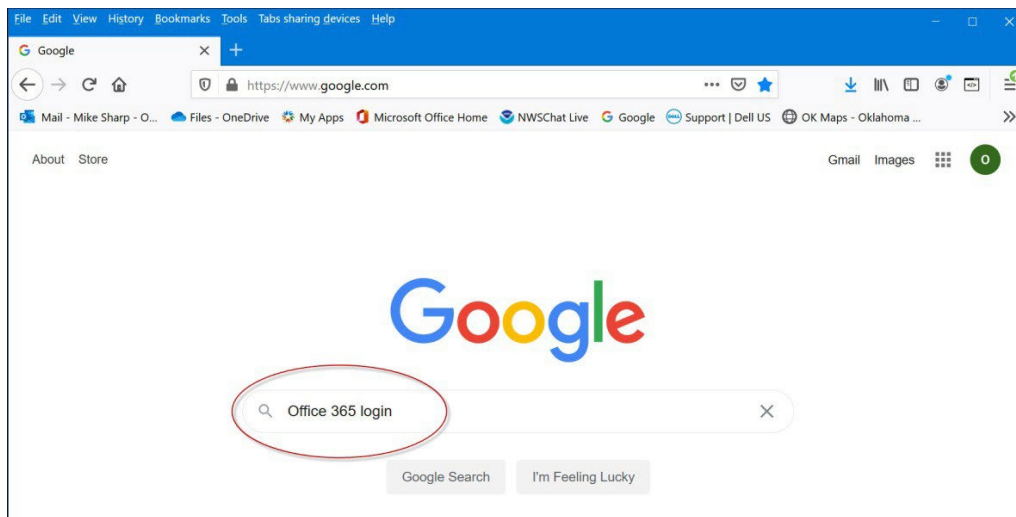 File Edit View History Bookmarks Tools Tabs sharing devices Help
Google
https://www.google.com
Mail - Mike Sharp - O... Files - OneDrive My Apps Microsoft Office Home NWSChat Live Google Support | Dell US OK Maps - Oklahoma ...
About Store Gmail Images O
Google
Office 365 login
Google Search I'm Feeling Lucky